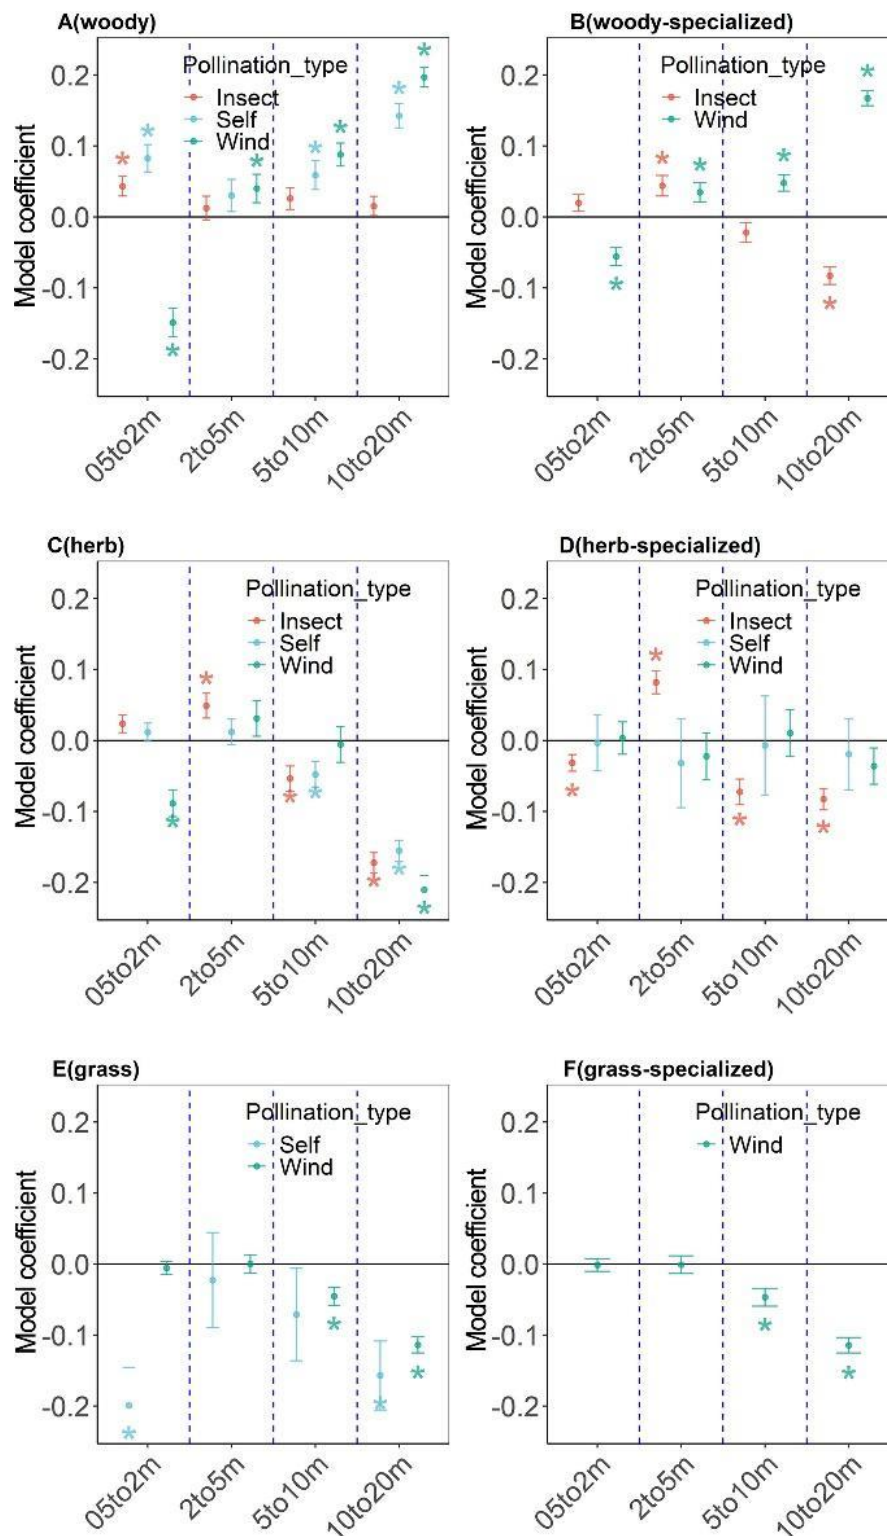 A(woody)
Pollination_type
Insect
Self
Wind
Model coefficient
0.2
0.1
0.0
-0.1
-0.2
05to2m
2to5m
5to10m
10to20m
B(woody-specialized)
Pollination_type
Insect
Wind
Model coefficient
0.2
0.1
0.0
-0.1
-0.2
05to2m
2to5m
5to10m
10to20m
C(herb)
Pollination_type
Insect
Self
Wind
Model coefficient
0.2
0.1
0.0
-0.1
-0.2
05to2m
2to5m
5to10m
10to20m
D(herb-specialized)
Pollination_type
Insect
Self
Wind
Model coefficient
0.2
0.1
0.0
-0.1
-0.2
05to2m
2to5m
5to10m
10to20m
E(grass)
Pollination_type
Self
Wind
Model coefficient
0.2
0.1
0.0
-0.1
-0.2
05to2m
2to5m
5to10m
10to20m
F(grass-specialized)
Pollination_type
Wind
Model coefficient
0.2
0.1
0.0
-0.1
-0.2
05to2m
2to5m
5to10m
10to20m